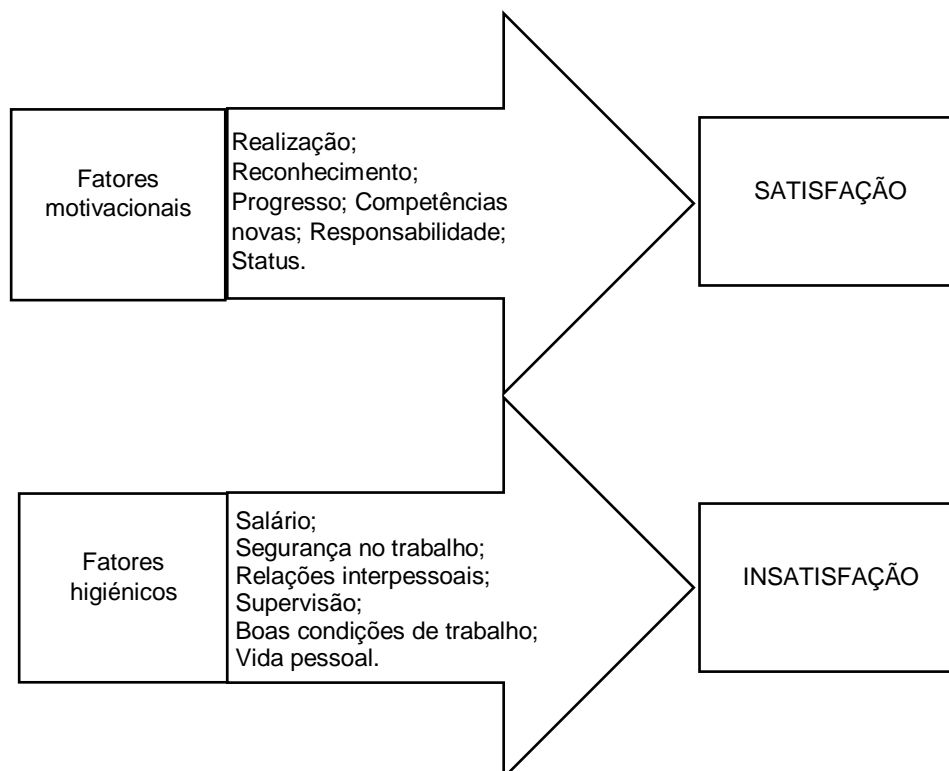 Fatores
motivacionais
Realização;
Reconhecimento;
Progresso; Competências
novas; Responsabilidade;
Status.
SATISFAÇÃO
Fatores
higiénicos
Salário;
Segurança no trabalho;
Relações interpessoais;
Supervisão;
Boas condições de trabalho;
Vida pessoal.
INSATISFAÇÃO